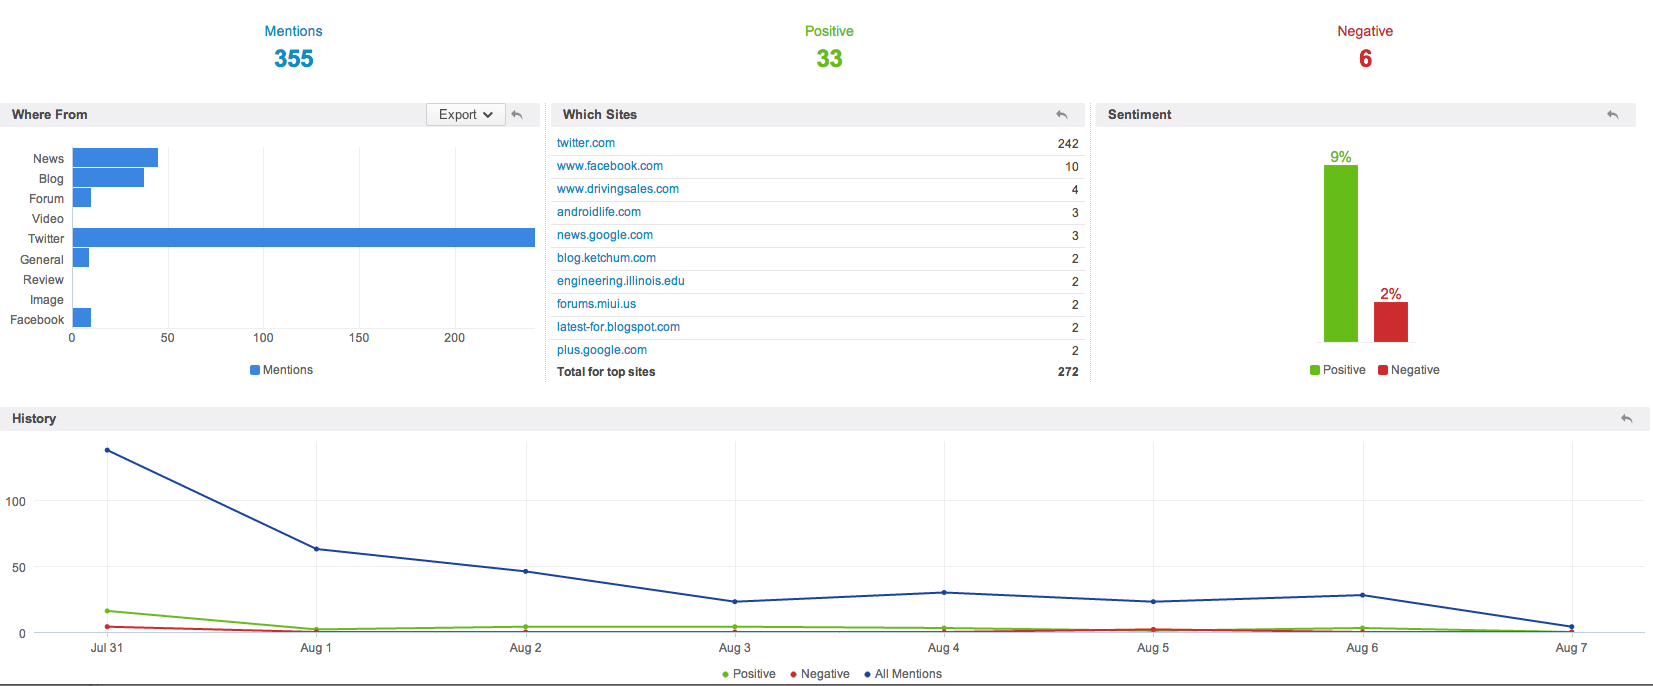 Mentions Positive Negative
355 33 6
Where From Export Which Sites Sentiment
News
Blog
Forum
Video
Twitter
General
Review
Image
Facebook
0 50 100 150 200
Mentions
twitter.com 242
www.facebook.com 10
www.drivingsales.com 4
androidlife.com 3
news.google.com 3
blog.ketchum.com 2
engineering.illinois.edu 2
forums.miui.us 2
latest-for.blogspot.com 2
plus.google.com 2
Total for top sites 272
9%
2%
Positive Negative
History
100
50
0
Jul 31 Aug 1 Aug 2 Aug 3 Aug 4 Aug 5 Aug 6 Aug 7
Positive Negative All Mentions